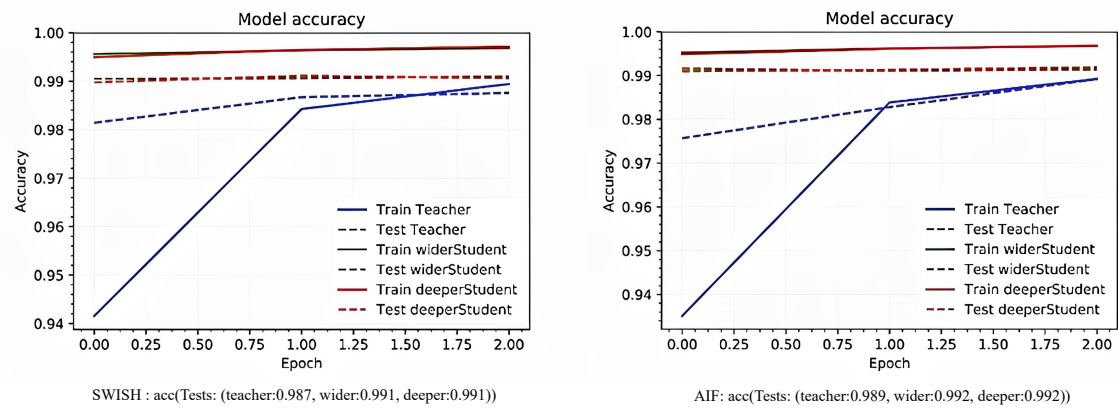 Model accuracy
1.00
0.99
0.98
0.97
0.96
0.95
0.94
Accuracy
0.00 0.25 0.50 0.75 1.00 1.25 1.50 1.75 2.00
Epoch
Train Teacher
Test Teacher
Train widerStudent
Test widerStudent
Train deeperStudent
Test deeperStudent
SWISH : acc(Tests: (teacher:0.987, wider:0.991, deeper:0.991))
Model accuracy
1.00
0.99
0.98
0.97
0.96
0.95
0.94
Accuracy
0.00 0.25 0.50 0.75 1.00 1.25 1.50 1.75 2.00
Epoch
Train Teacher
Test Teacher
Train widerStudent
Test widerStudent
Train deeperStudent
Test deeperStudent
AIF: acc(Tests: (teacher:0.989, wider:0.992, deeper:0.992))